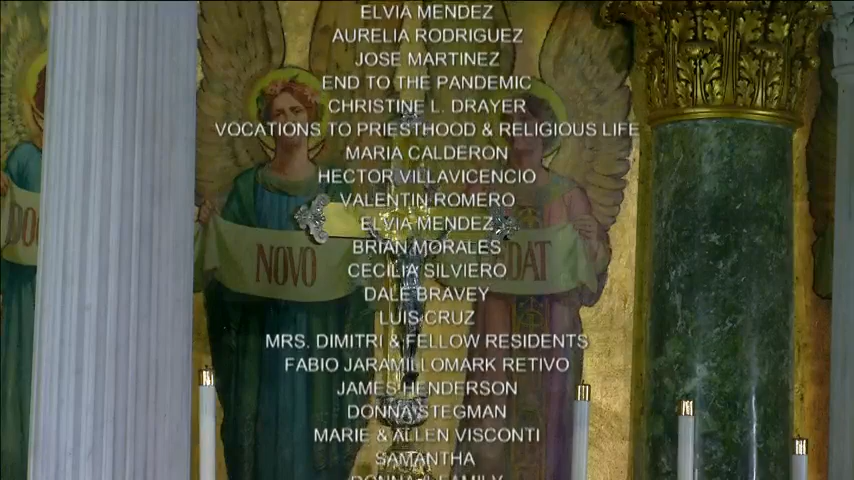 ELVIA MENDEZ
AURELIA RODRIGUEZ
JOSE MARTINEZ
END TO THE PANDEMIC
CHRISTINE L. DRAYER
VOCATIONS TO PRIESTHOOD & RELIGIOUS LIFE
MARIA CALDERON
HECTOR VILLAVICENCIO
VALENTIN ROMERO
ELVIA MENDEZ
BRIAN MORALES
CECILIA SILVIERO
DALE BRAVEY
LUIS CRUZ
MRS. DIMITRI & FELLOW RESIDENTS
FABIO JARAMILLOMARK RETIVO
JAMES HENDERSON
DONNA STEGMAN
MARIE & ALLEN VISCONTI
SAMANTHA
DO
NOVO
DAT